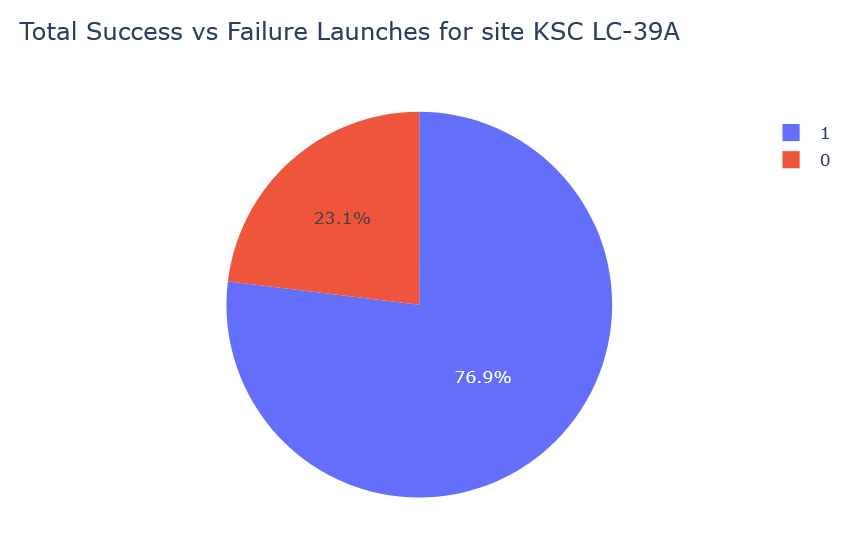 Total Success vs Failure Launches for site KSC LC-39A
1
0
23.1%
76.9%